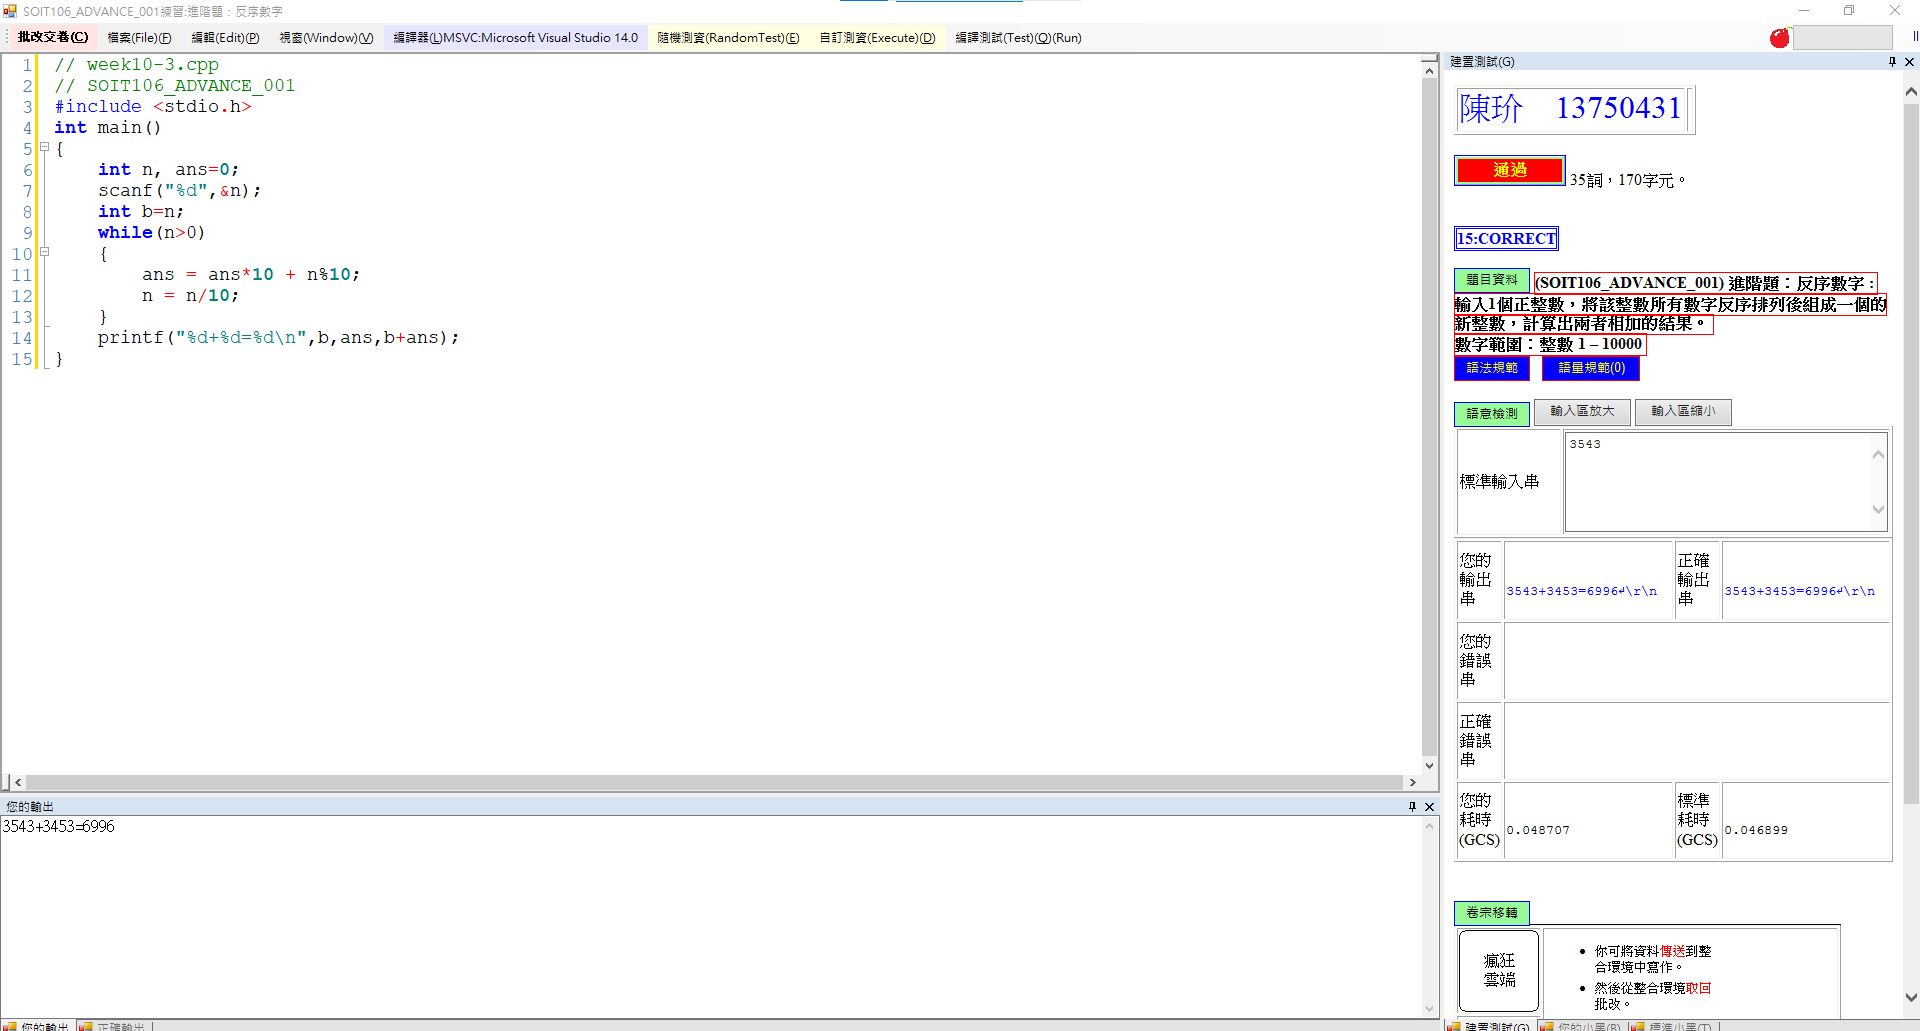 SOIT106_ADVANCE_001練習:進階題：反序數字
批改交卷(C) 檔案(File)(F) 編輯(Edit)(P) 視窗(Window)(V) 編譯器(L)MSVC:Microsoft Visual Studio 14.0 隨機測資(RandomTest)(E) 自訂測資(Execute)(D) 編譯測試(Test)(Q)(Run)
1 // week10-3.cpp
2 // SOIT106_ADVANCE_001
3 #include <stdio.h>
4 int main()
5 {
6 int n, ans=0;
7 scanf("%d",&n);
8 int b=n;
9 while(n>0)
10 {
11 ans = ans*10 + n%10;
12 n = n/10;
13 }
14 printf("%d+%d=%d\n",b,ans,b+ans);
15 }
您的輸出
3543+3453=6996
您的輸出 正確輸出
建置測試(G)
陳玠 13750431
通過 35詞，170字元。
15:CORRECT
題目資料 (SOIT106_ADVANCE_001) 進階題：反序數字：
輸入1個正整數，將該整數所有數字反序排列後組成一個的
新整數，計算出兩者相加的結果。
數字範圍：整數 1 – 10000
語法規範 語量規範(0)
語意檢測 輸入區放大 輸入區縮小
標準輸入串 3543
您的輸出串 3543+3453=6996↲\r\n 正確輸出串 3543+3453=6996↲\r\n
您的錯誤串
正確錯誤串
您的耗時(GCS) 0.048707 標準耗時(GCS) 0.046899
卷宗移轉
瘋狂雲端
• 你可將資料傳送到整
合環境中寫作。
• 然後從整合環境取回
批改。
建置測試(G) 您的小黑(B) 標準小黑(T)